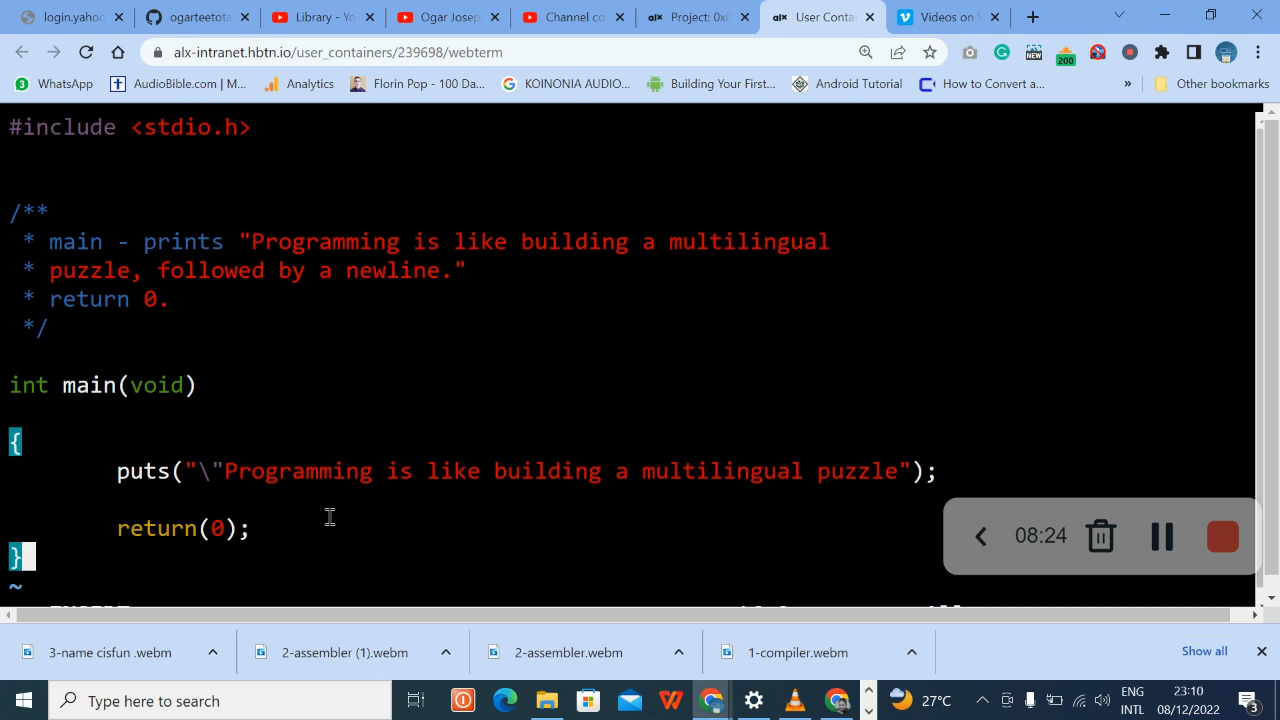 login.yahoo
ogarteetota
Library - Yo
Ogar Josep
Channel co
Project: 0x0
User Conta
Videos on V
alx-intranet.hbtn.io/user_containers/239698/webterm
NEW
200
3 WhatsApp
AudioBible.com | M...
Analytics
Florin Pop - 100 Da...
KOINONIA AUDIO...
Building Your First...
Android Tutorial
How to Convert a...
»
Other bookmarks
#include <stdio.h>
/**
* main - prints "Programming is like building a multilingual
* puzzle, followed by a newline."
* return 0.
*/
int main(void)
{
puts("\"Programming is like building a multilingual puzzle");
return(0);
}
~
08:24
3-name cisfun .webm
2-assembler (1).webm
2-assembler.webm
1-compiler.webm
Show all
Type here to search
27°C
ENG
INTL
23:10
08/12/2022
3